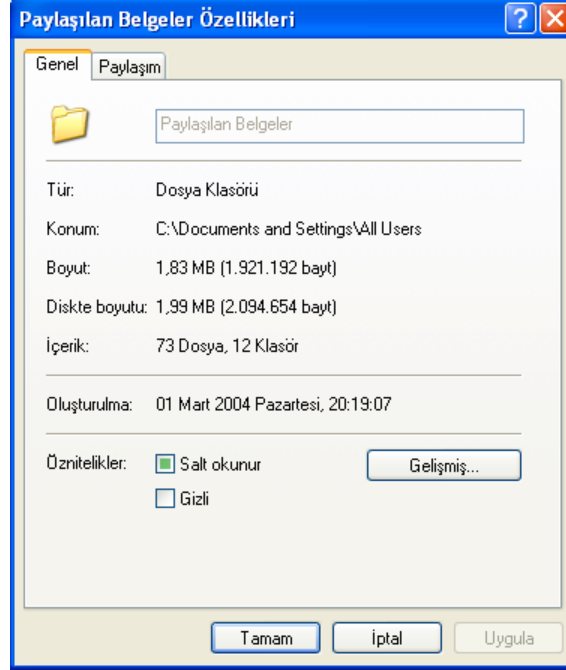 Paylaşılan Belgeler Özellikleri
Genel Paylaşım
Paylaşılan Belgeler
Tür: Dosya Klasörü
Konum: C:\Documents and Settings\All Users
Boyut: 1,83 MB (1.921.192 bayt)
Diskte boyutu: 1,99 MB (2.094.654 bayt)
İçerik: 73 Dosya, 12 Klasör
Oluşturulma: 01 Mart 2004 Pazartesi, 20:19:07
Öznitelikler: Salt okunur Gelişmiş...
Gizli
Tamam İptal Uygula